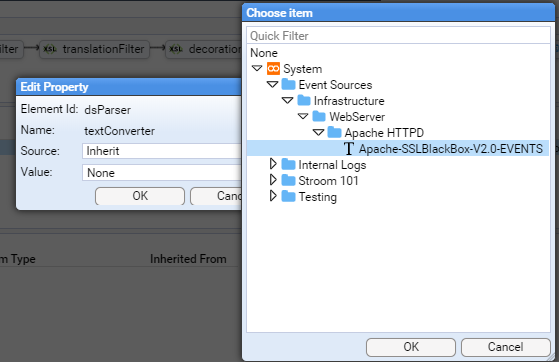 Choose item
Quick Filter
ilter
XSL translationFilter
XSL decoration
None
System
Event Sources
Infrastructure
WebServer
Apache HTTPD
T Apache-SSLBlackBox-V2.0-EVENTS
Internal Logs
Stroom 101
Testing
OK
Cancel
Edit Property
Element Id: dsParser
Name: textConverter
Source: Inherit
Value: None
OK
Canc
m Type
Inherited From